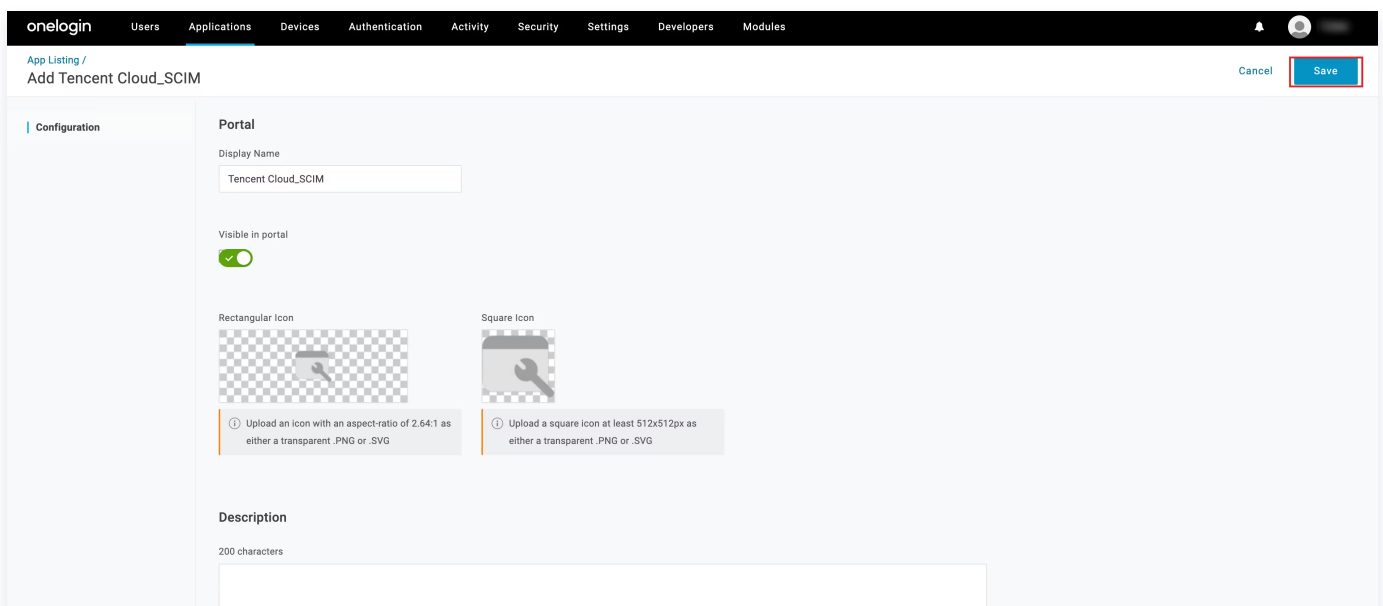 onelogin Users Applications Devices Authentication Activity Security Settings Developers Modules
App Listing /
Add Tencent Cloud_SCIM
Cancel Save
Configuration
Portal
Display Name
Tencent Cloud_SCIM
Visible in portal
Rectangular Icon
Square Icon
Upload an icon with an aspect-ratio of 2.64:1 as
either a transparent .PNG or .SVG
Upload a square icon at least 512x512px as
either a transparent .PNG or .SVG
Description
200 characters